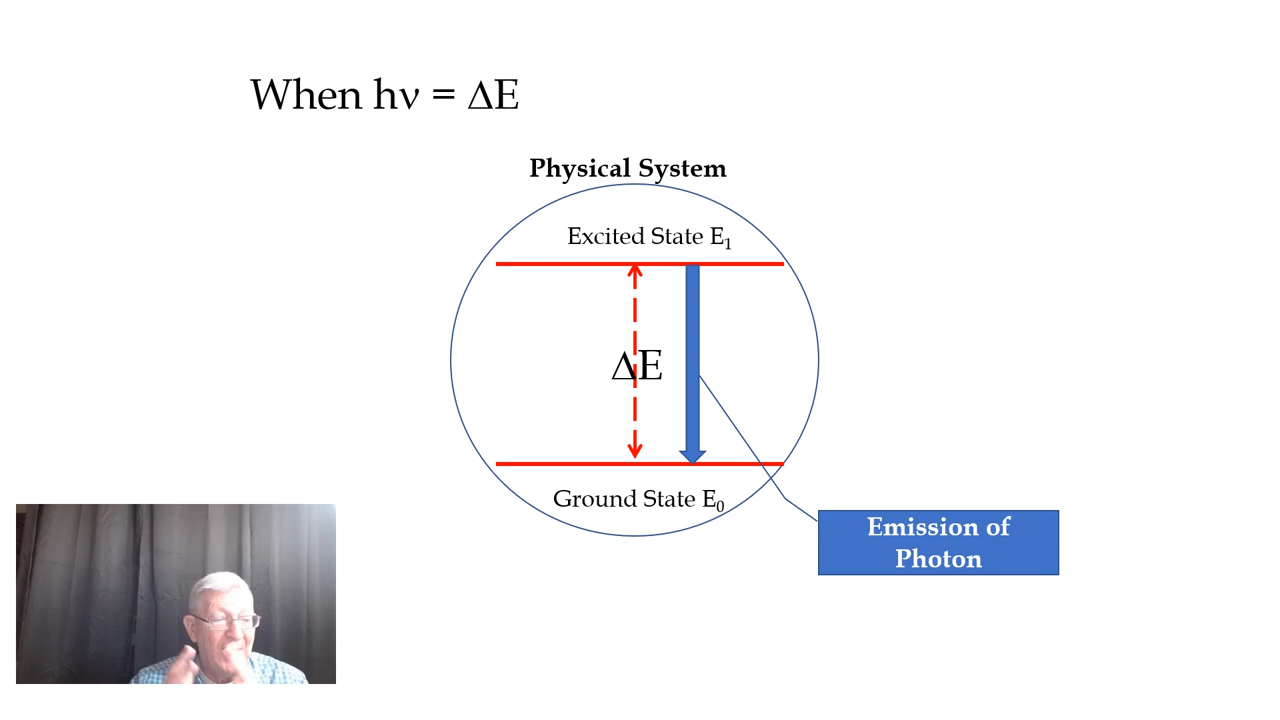 When hν = ΔE
Physical System
Excited State E₁
ΔE
Ground State E₀
Emission of
Photon